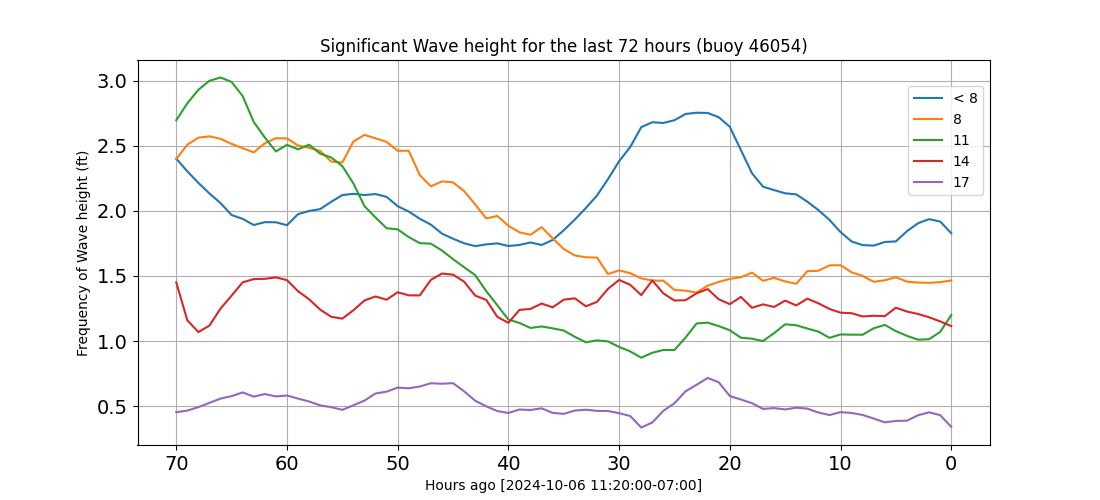 Significant Wave height for the last 72 hours (buoy 46054)
Frequency of Wave height (ft)
3.0
2.5
2.0
1.5
1.0
0.5
< 8
8
11
14
17
70 60 50 40 30 20 10 0
Hours ago [2024-10-06 11:20:00-07:00]